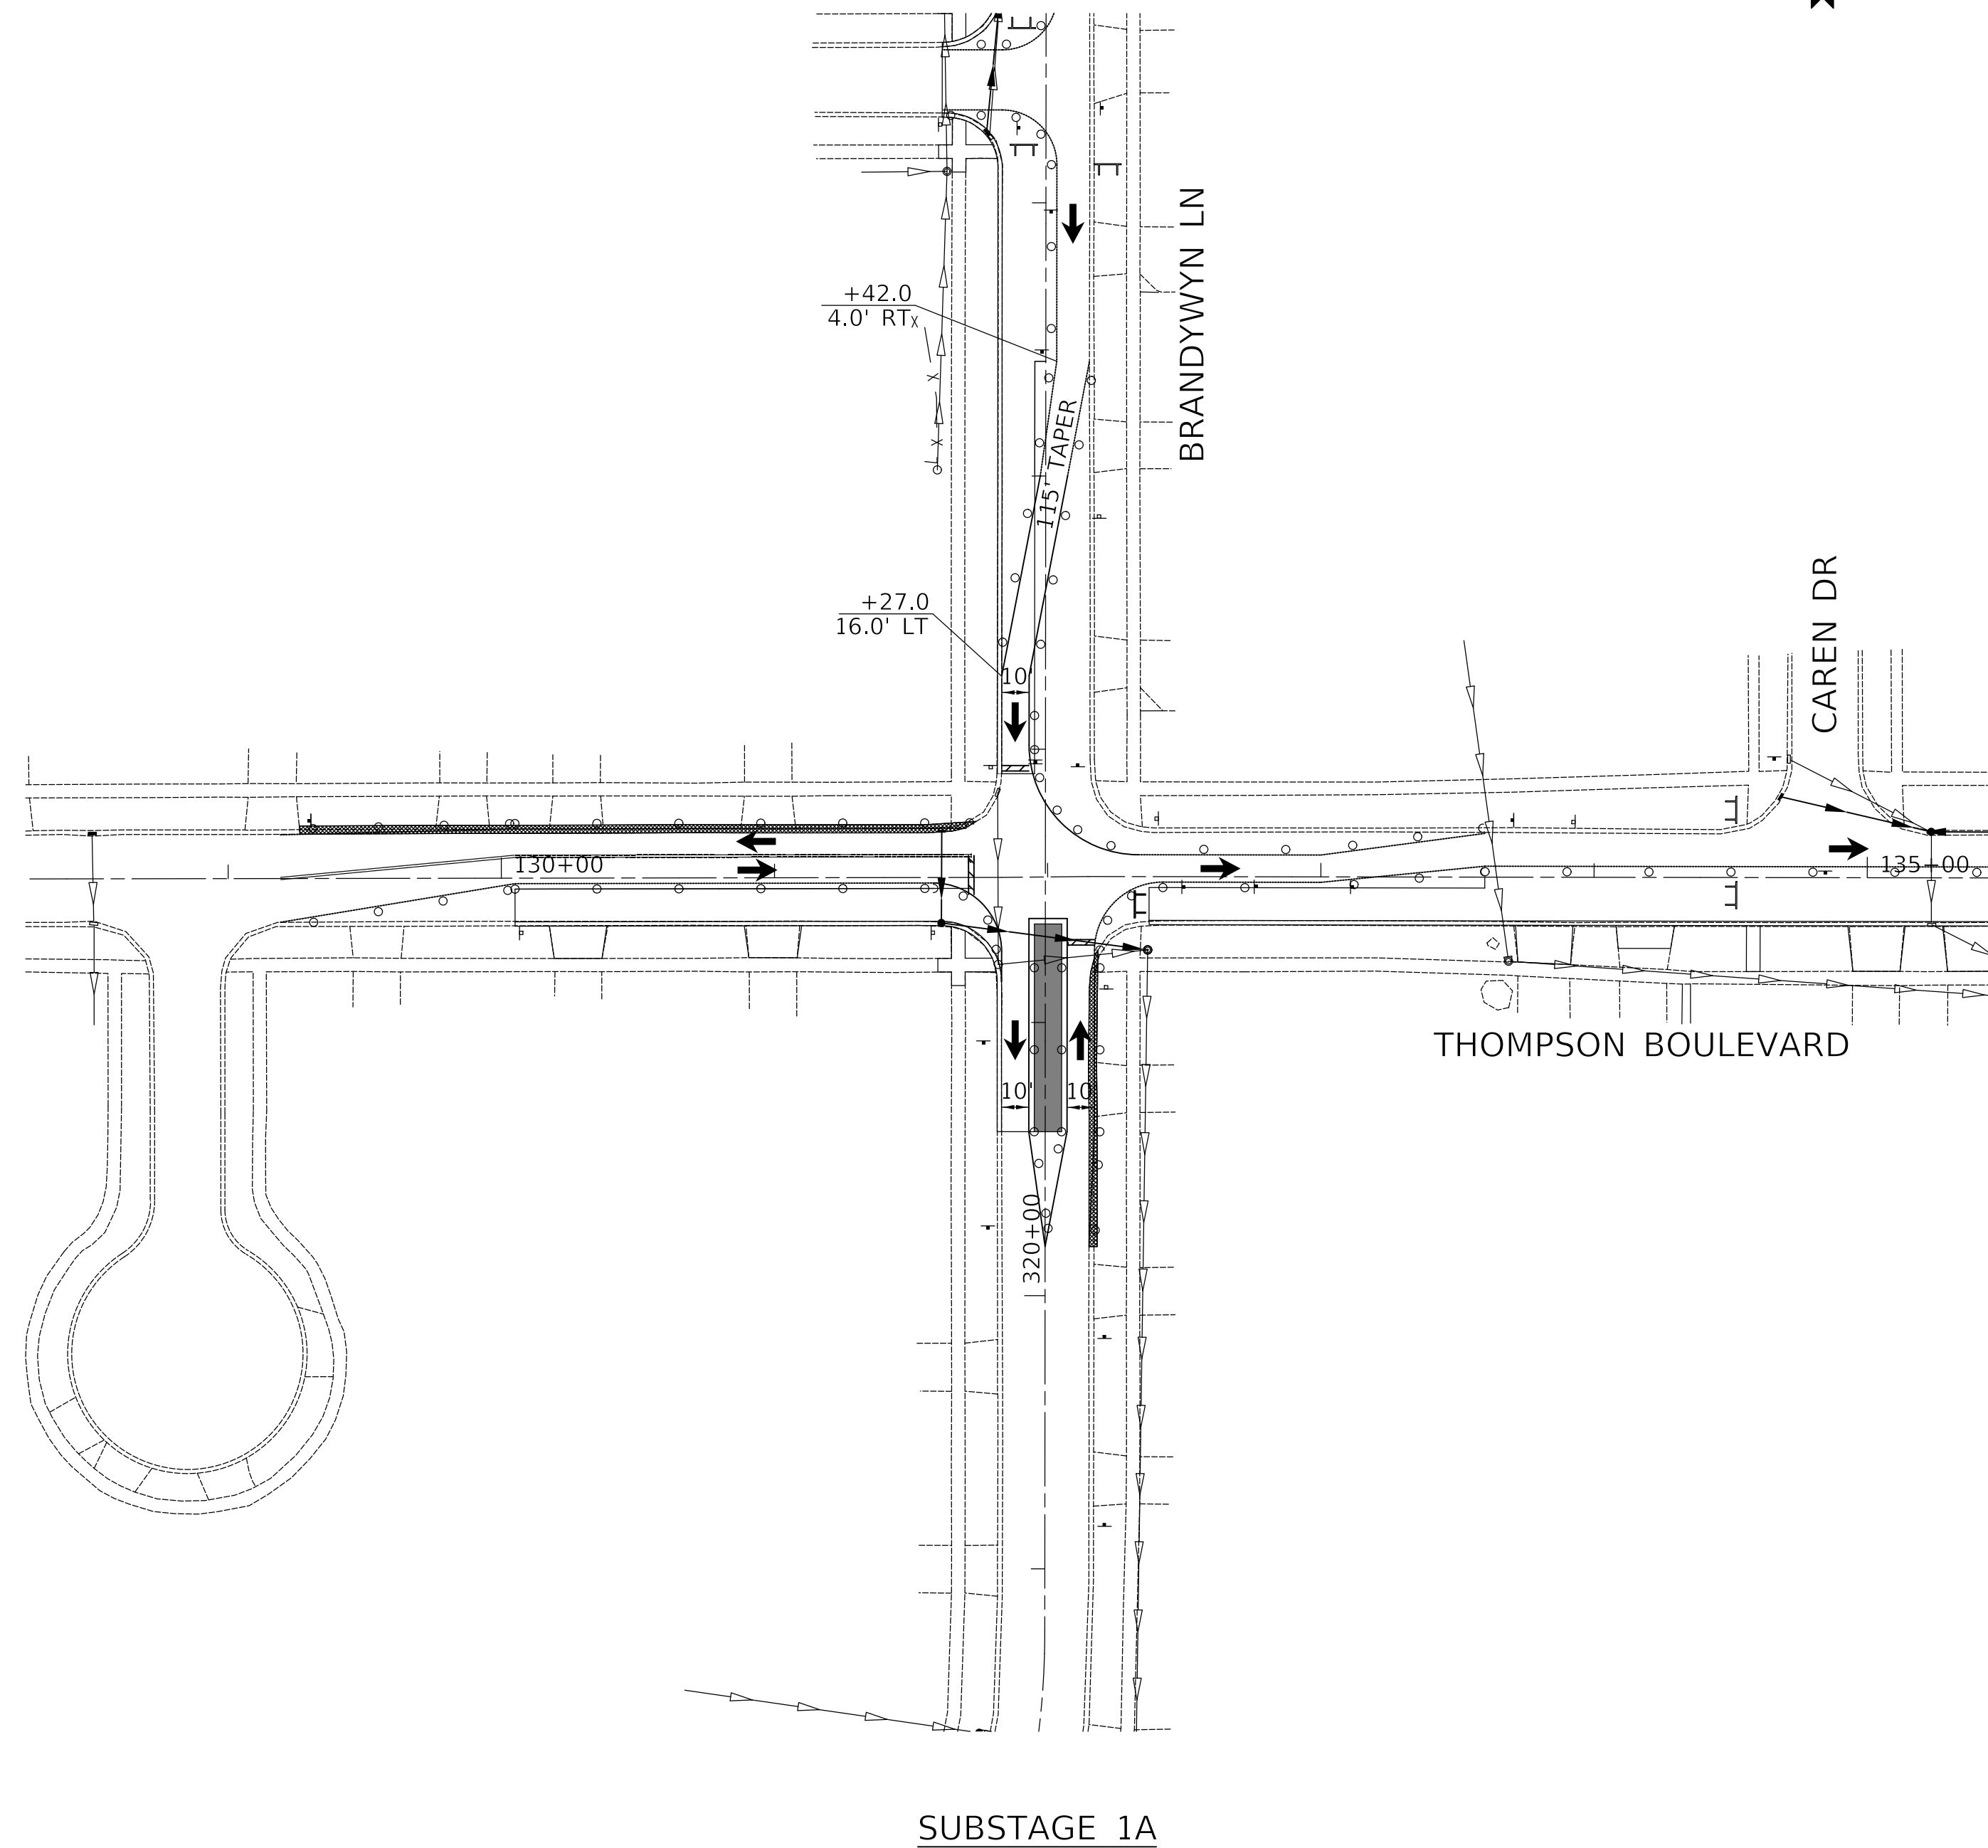 BRANDYWYN LN
+42.0
4.0' RT
X
X
X
115' TAPER
CAREN DR
+27.0
16.0' LT
10'
130+00
135+00
THOMPSON BOULEVARD
10'
10
320+00
SUBSTAGE 1A